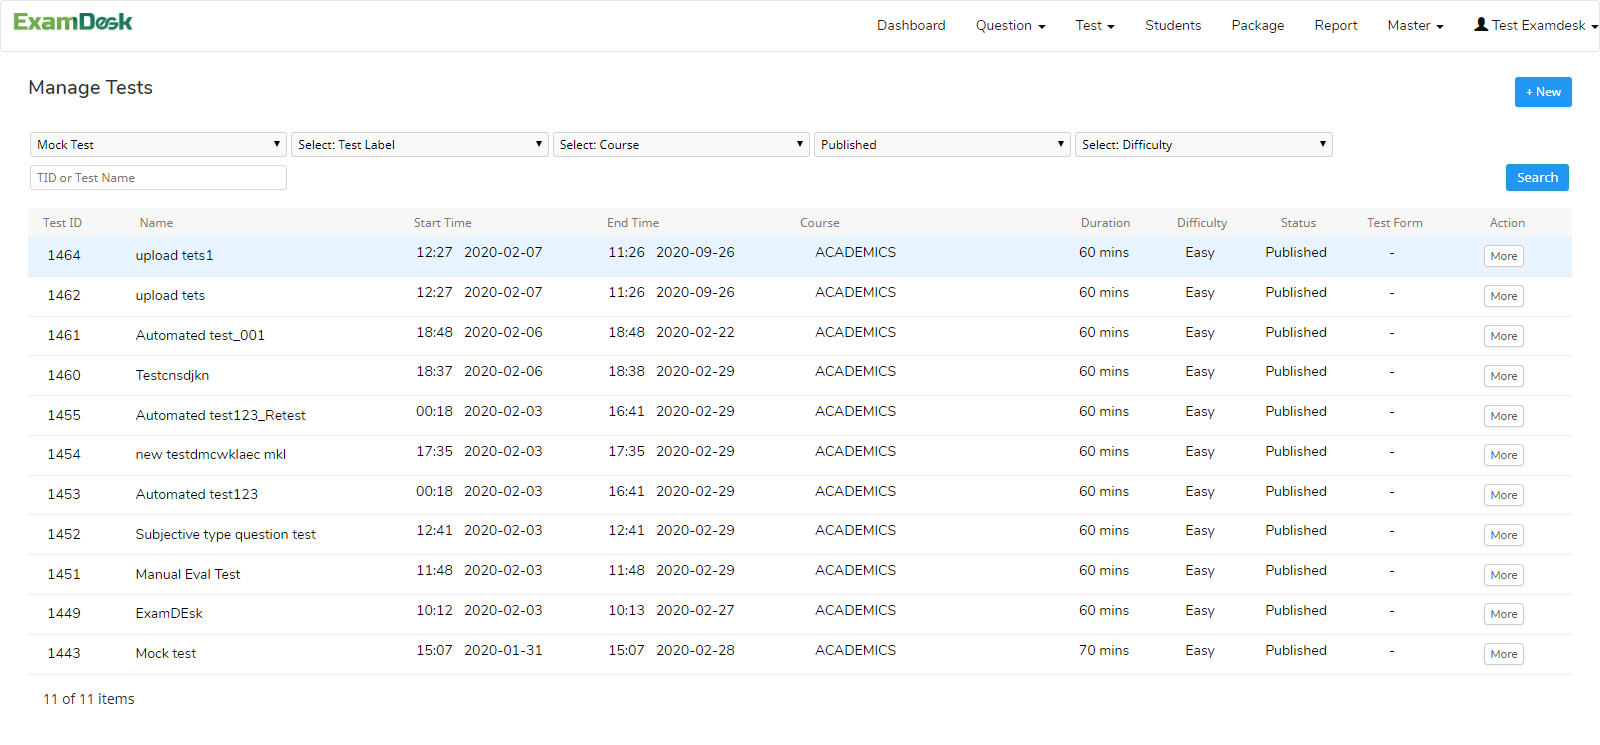 ExamDesk Dashboard Question Test Students Package Report Master Test Examdesk
Manage Tests
+ New
Mock Test Select: Test Label Select: Course Published Select: Difficulty
TID or Test Name Search
Test ID Name Start Time End Time Course Duration Difficulty Status Test Form Action
1464 upload tets1 12:27 2020-02-07 11:26 2020-09-26 ACADEMICS 60 mins Easy Published - More
1462 upload tets 12:27 2020-02-07 11:26 2020-09-26 ACADEMICS 60 mins Easy Published - More
1461 Automated test_001 18:48 2020-02-06 18:48 2020-02-22 ACADEMICS 60 mins Easy Published - More
1460 Testcnsdjkn 18:37 2020-02-06 18:38 2020-02-29 ACADEMICS 60 mins Easy Published - More
1455 Automated test123_Retest 00:18 2020-02-03 16:41 2020-02-29 ACADEMICS 60 mins Easy Published - More
1454 new testdmcwklaec mkl 17:35 2020-02-03 17:35 2020-02-29 ACADEMICS 60 mins Easy Published - More
1453 Automated test123 00:18 2020-02-03 16:41 2020-02-29 ACADEMICS 60 mins Easy Published - More
1452 Subjective type question test 12:41 2020-02-03 12:41 2020-02-29 ACADEMICS 60 mins Easy Published - More
1451 Manual Eval Test 11:48 2020-02-03 11:48 2020-02-29 ACADEMICS 60 mins Easy Published - More
1449 ExamDEsk 10:12 2020-02-03 10:13 2020-02-27 ACADEMICS 60 mins Easy Published - More
1443 Mock test 15:07 2020-01-31 15:07 2020-02-28 ACADEMICS 70 mins Easy Published - More
11 of 11 items